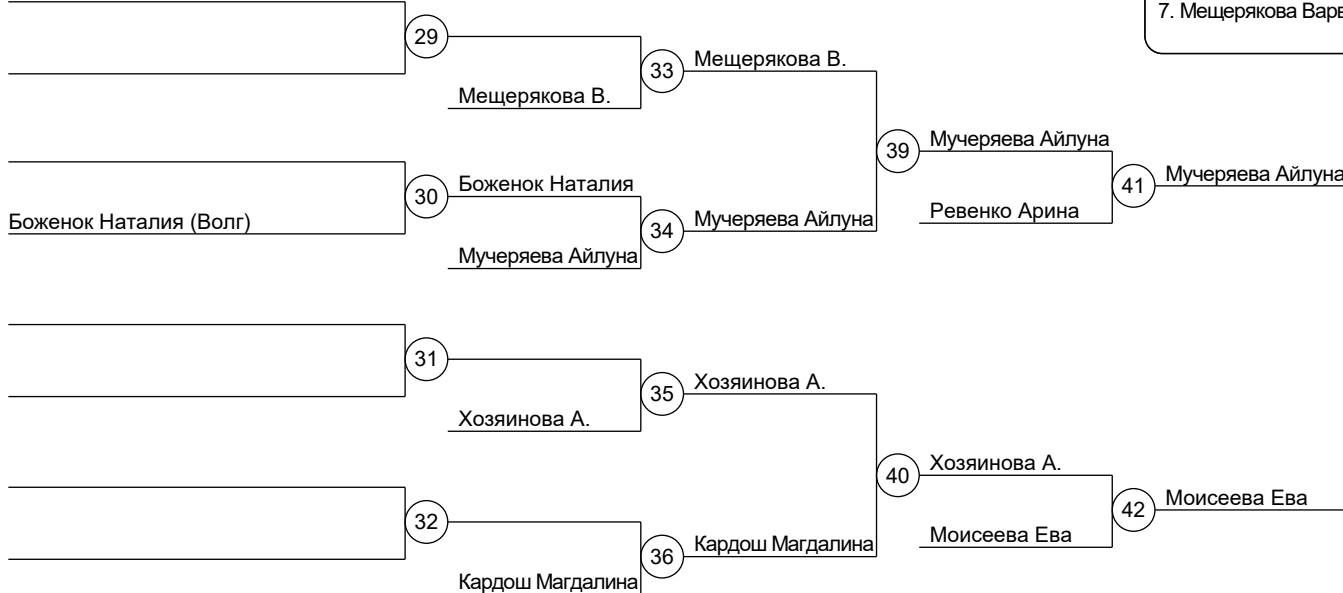 7. Мещерякова Варв
29
33
Мещерякова В.
Мещерякова В.
39
Мучеряева Айлуна
30
Боженок Наталия
41
Мучеряева Айлуна
Боженок Наталия (Волг)
34
Мучеряева Айлуна
Ревенко Арина
Мучеряева Айлуна
31
35
Хозяинова А.
Хозяинова А.
40
Хозяинова А.
32
42
Моисеева Ева
36
Кардош Магдалина
Моисеева Ева
Кардош Магдалина